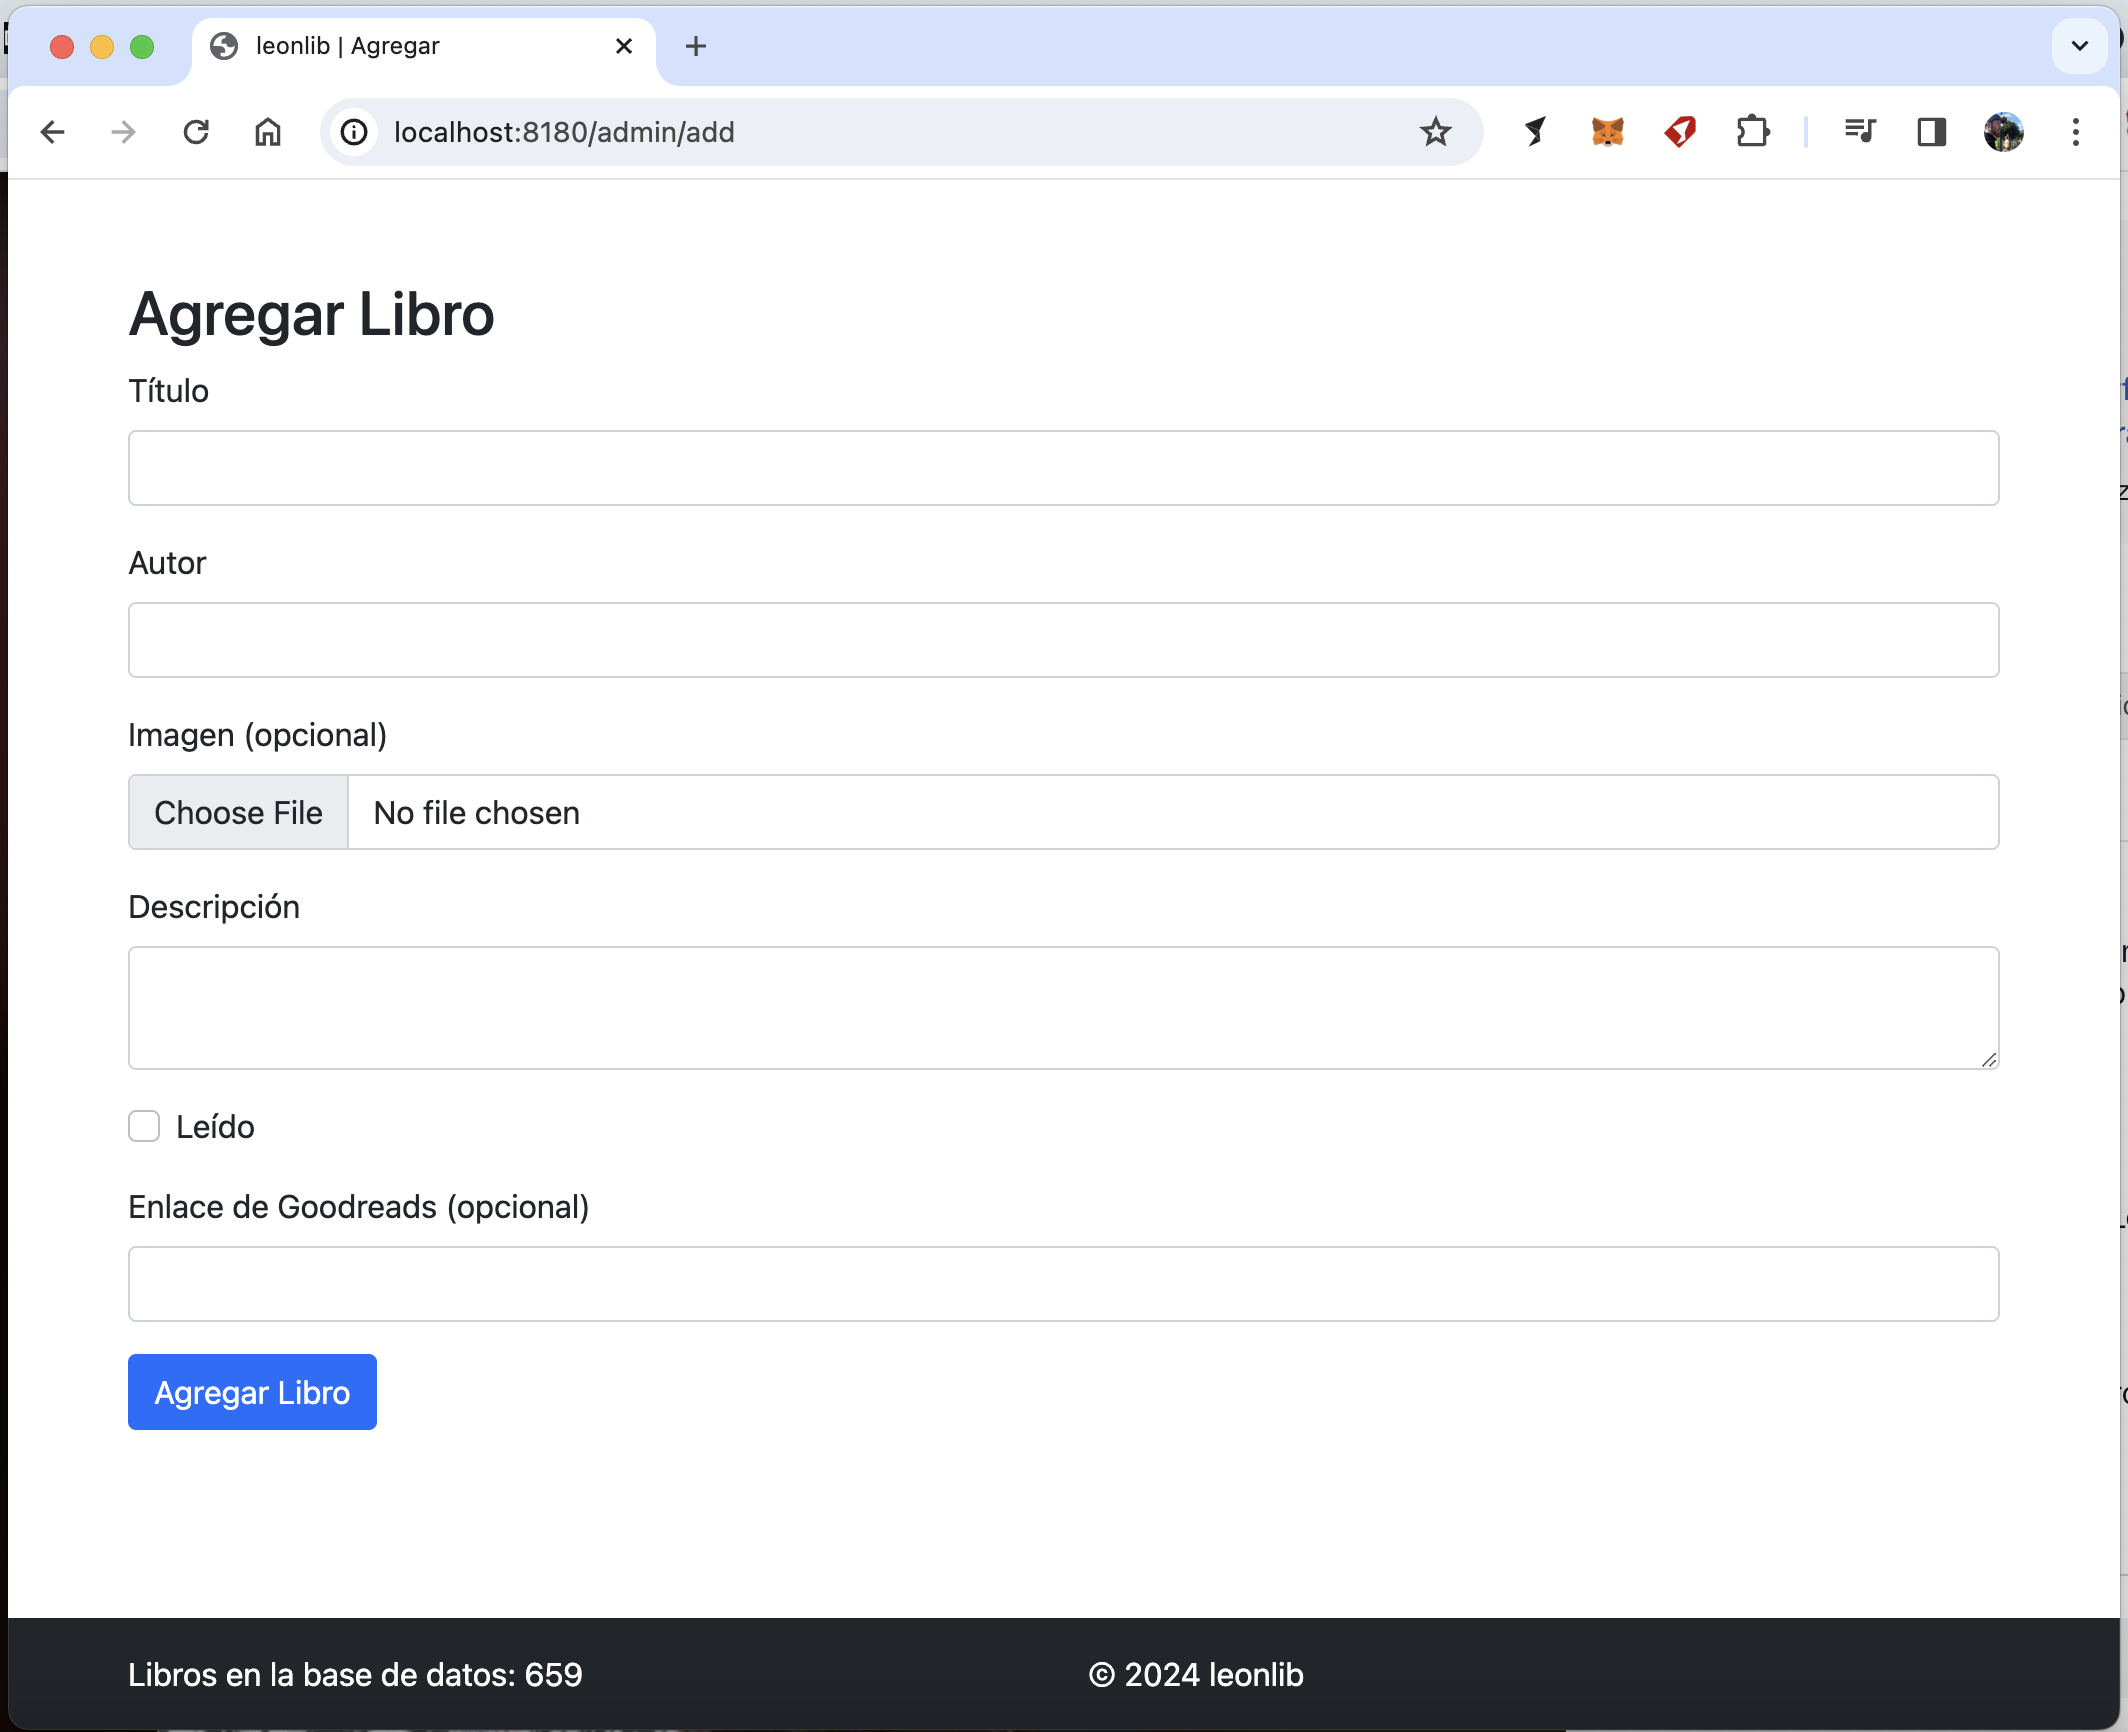 leonlib | Agregar
localhost:8180/admin/add
Agregar Libro
Título
Autor
Imagen (opcional)
Choose File No file chosen
Descripción
Leído
Enlace de Goodreads (opcional)
Agregar Libro
Libros en la base de datos: 659
© 2024 leonlib